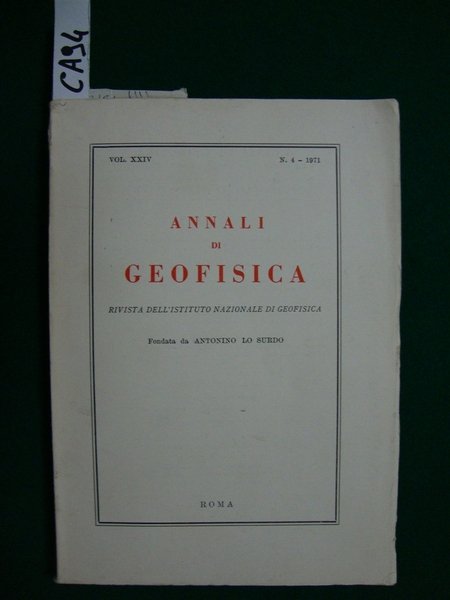 CA94
VOL. XXIV N. 4 - 1971
ANNALI
DI
GEOFISICA
RIVISTA DELL'ISTITUTO NAZIONALE DI GEOFISICA
Fondata da ANTONINO LO SURDO
ROMA